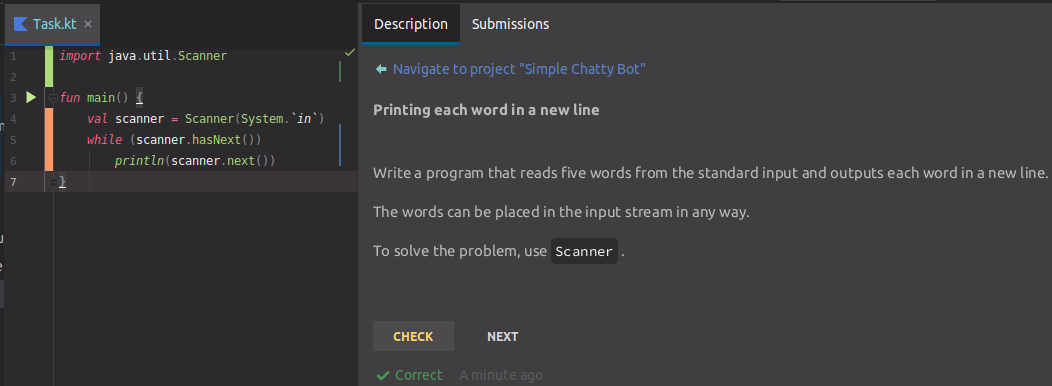 Task.kt ×
1 import java.util.Scanner
2
3 fun main() {
4 val scanner = Scanner(System.`in`)
5 while (scanner.hasNext())
6 println(scanner.next())
7 }
Description Submissions
Navigate to project "Simple Chatty Bot"
Printing each word in a new line
Write a program that reads five words from the standard input and outputs each word in a new line.
The words can be placed in the input stream in any way.
To solve the problem, use Scanner .
CHECK NEXT
Correct A minute ago